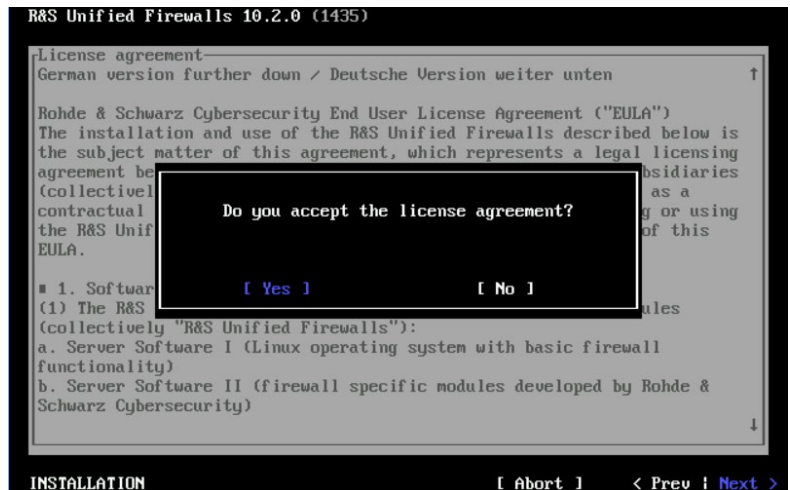 R&S Unified Firewalls 10.2.0 (1435)
License agreement
German version further down / Deutsche Version weiter unten ↑
Rohde & Schwarz Cybersecurity End User License Agreement ("EULA")
The installation and use of the R&S Unified Firewalls described below is
the subject matter of this agreement, which represents a legal licensing
agreement be bsidiaries
(collectivel as a
contractual g or using
the R&S Unif of this
EULA.
Do you accept the license agreement?
[ Yes ] [ No ]
■ 1. Softwar
(1) The R&S ules
(collectively "R&S Unified Firewalls"):
a. Server Software I (Linux operating system with basic firewall
functionality)
b. Server Software II (firewall specific modules developed by Rohde &
Schwarz Cybersecurity)
↓
INSTALLATION [ Abort ] < Prev ¦ Next >